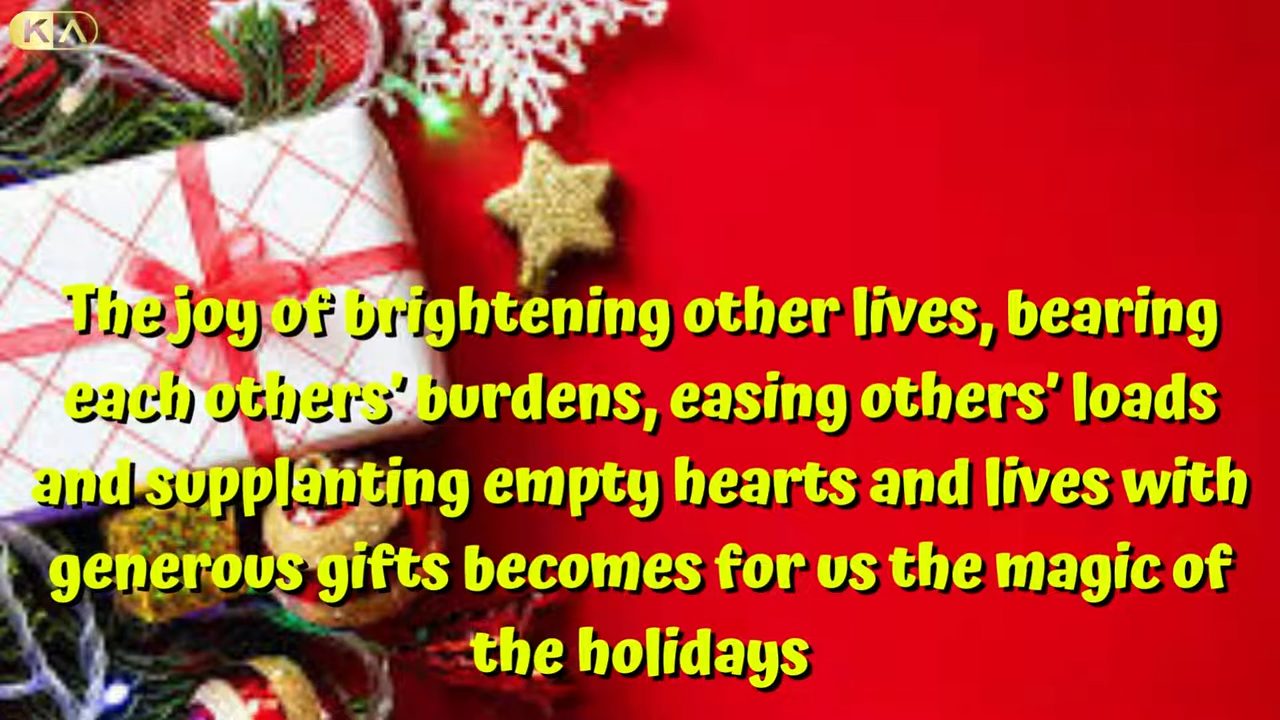 KA
The joy of brightening other lives, bearing
each others’ burdens, easing others’ loads
and supplanting empty hearts and lives with
generous gifts becomes for us the magic of
the holidays